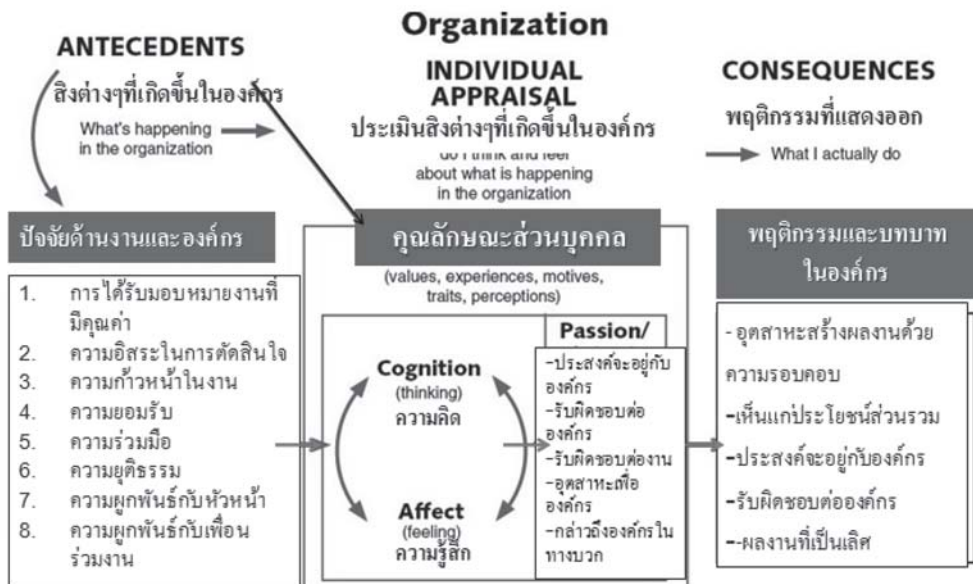 Organization
ANTECEDENTS
สิ่งต่างๆที่เกิดขึ้นในองค์กร
What's happening
in the organization
INDIVIDUAL
APPRAISAL
ประเมินสิ่งต่างๆที่เกิดขึ้นในองค์กร
do I think and feel
about what is happening
in the organization
CONSEQUENCES
พฤติกรรมที่แสดงออก
What I actually do
ปัจจัยด้านงานและองค์กร
1. การได้รับมอบหมายงานที่
มีคุณค่า
2. ความอิสระในการตัดสินใจ
3. ความก้าวหน้าในงาน
4. ความยอมรับ
5. ความร่วมมือ
6. ความยุติธรรม
7. ความผูกพันธ์กับหัวหน้า
8. ความผูกพันธ์กับเพื่อน
ร่วมงาน
คุณลักษณะส่วนบุคคล
(values, experiences, motives,
traits, perceptions)
Cognition
(thinking)
ความคิด
Affect
(feeling)
ความรู้สึก
Passion/
-ประสงค์จะอยู่กับ
องค์กร
-รับผิดชอบต่อ
องค์กร
-รับผิดชอบต่องาน
-อุตสาหะเพื่อ
องค์กร
-กล่าวถึงองค์กรใน
ทางบวก
พฤติกรรมและบทบาท
ในองค์กร
- อุตสาหะสร้างผลงานด้วย
ความรอบคอบ
-เห็นแก่ประโยชน์ส่วนรวม
-ประสงค์จะอยู่กับองค์กร
-รับผิดชอบต่อองค์กร
--ผลงานที่เป็นเลิศ